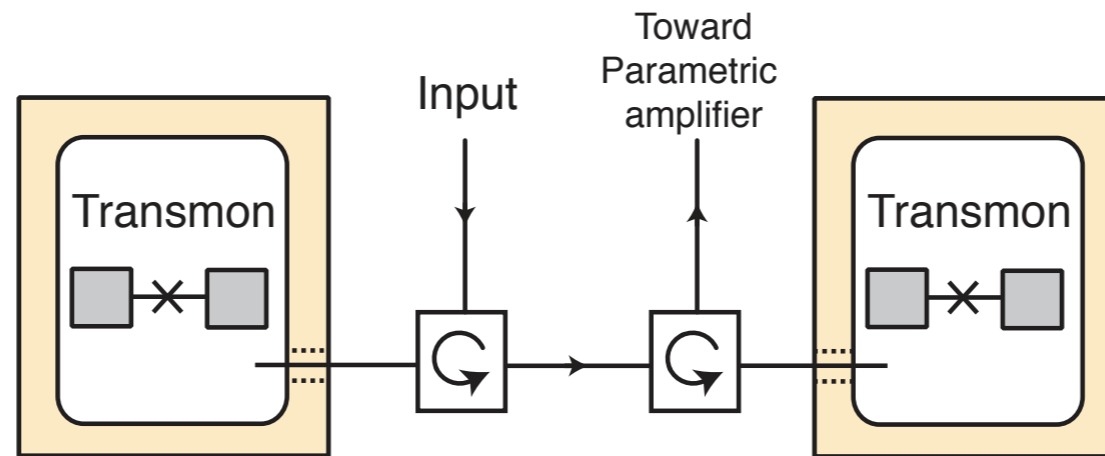 Toward
Parametric
amplifier
Input
Transmon
Transmon